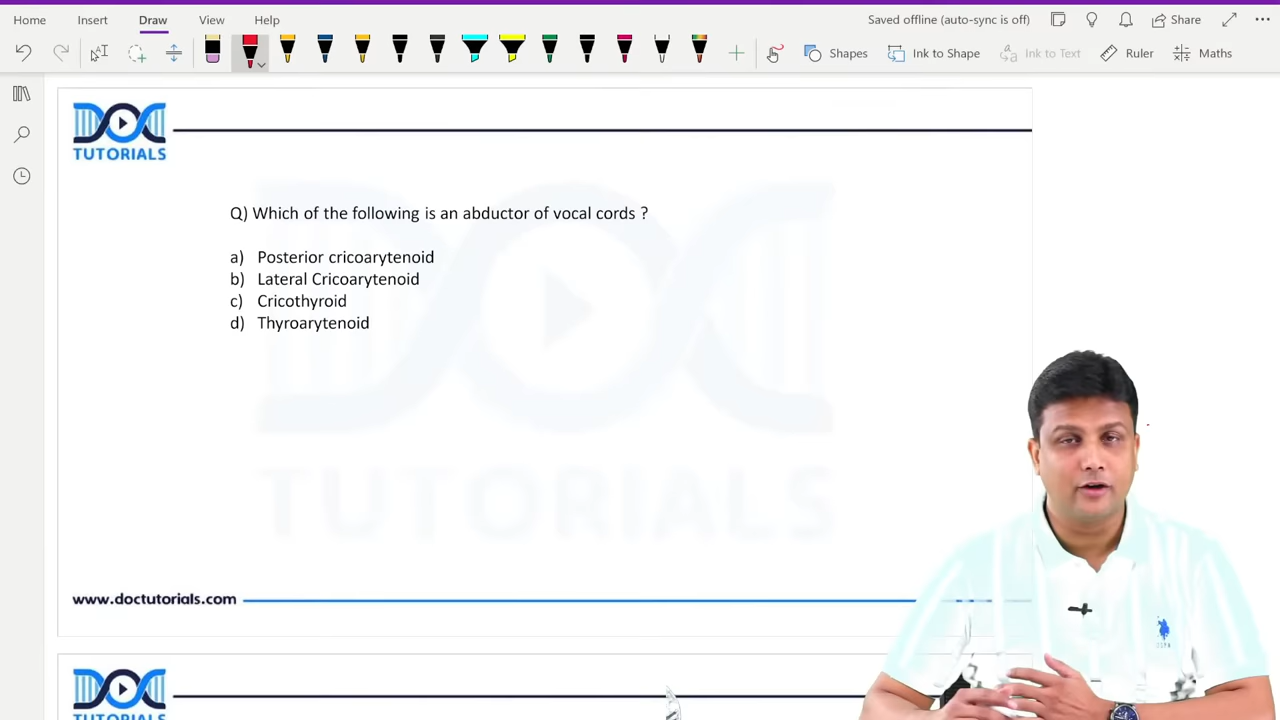 Home Insert Draw View Help Saved offline (auto-sync is off) Share
Shapes Ink to Shape Ink to Text Ruler Maths
TUTORIALS
Q) Which of the following is an abductor of vocal cords ?
a) Posterior cricoarytenoid
b) Lateral Cricoarytenoid
c) Cricothyroid
d) Thyroarytenoid
TUTORIALS
www.doctutorials.com
TUTORIALS